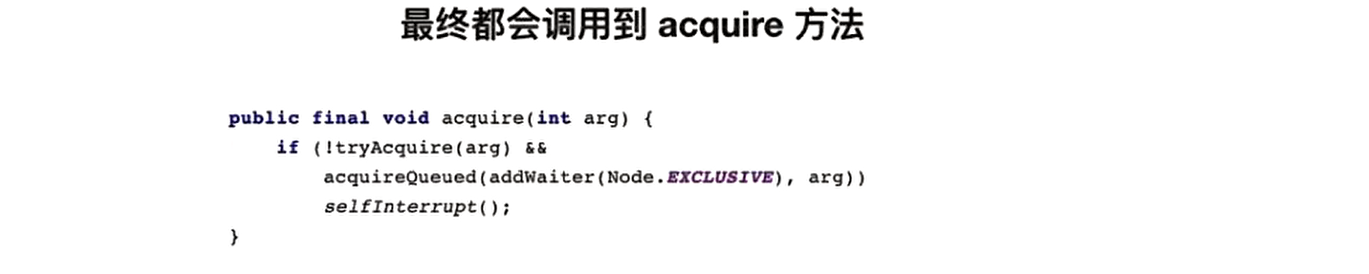 最终都会调用到 acquire 方法
public final void acquire(int arg) {
    if (!tryAcquire(arg) &&
        acquireQueued(addWaiter(Node.EXCLUSIVE), arg))
        selfInterrupt();
}